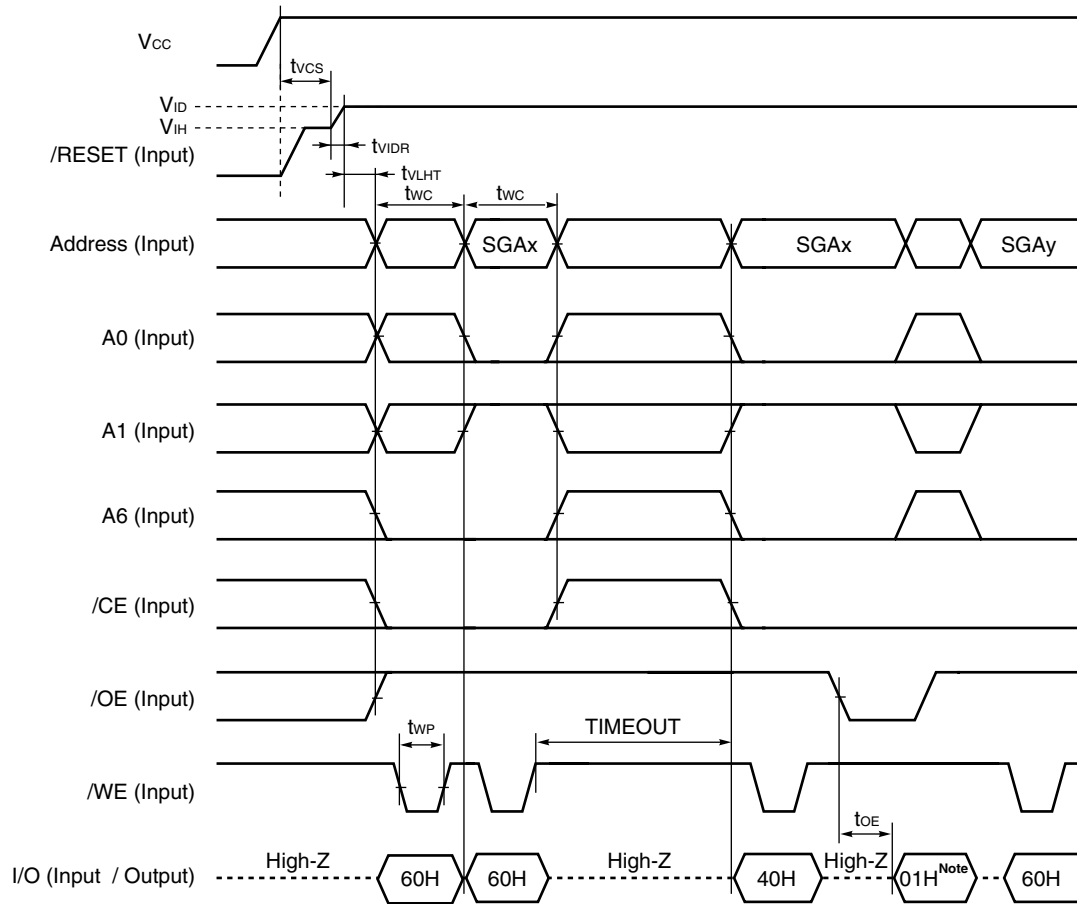 VCC
tVCS
VID
VIH
/RESET (Input)
tVIDR
tVLHT
tWC
tWC
Address (Input)
SGAx
SGAx
SGAy
A0 (Input)
A1 (Input)
A6 (Input)
/CE (Input)
/OE (Input)
tWP
TIMEOUT
/WE (Input)
tOE
I/O (Input / Output)
High-Z
60H
60H
High-Z
40H
High-Z
01H Note
60H